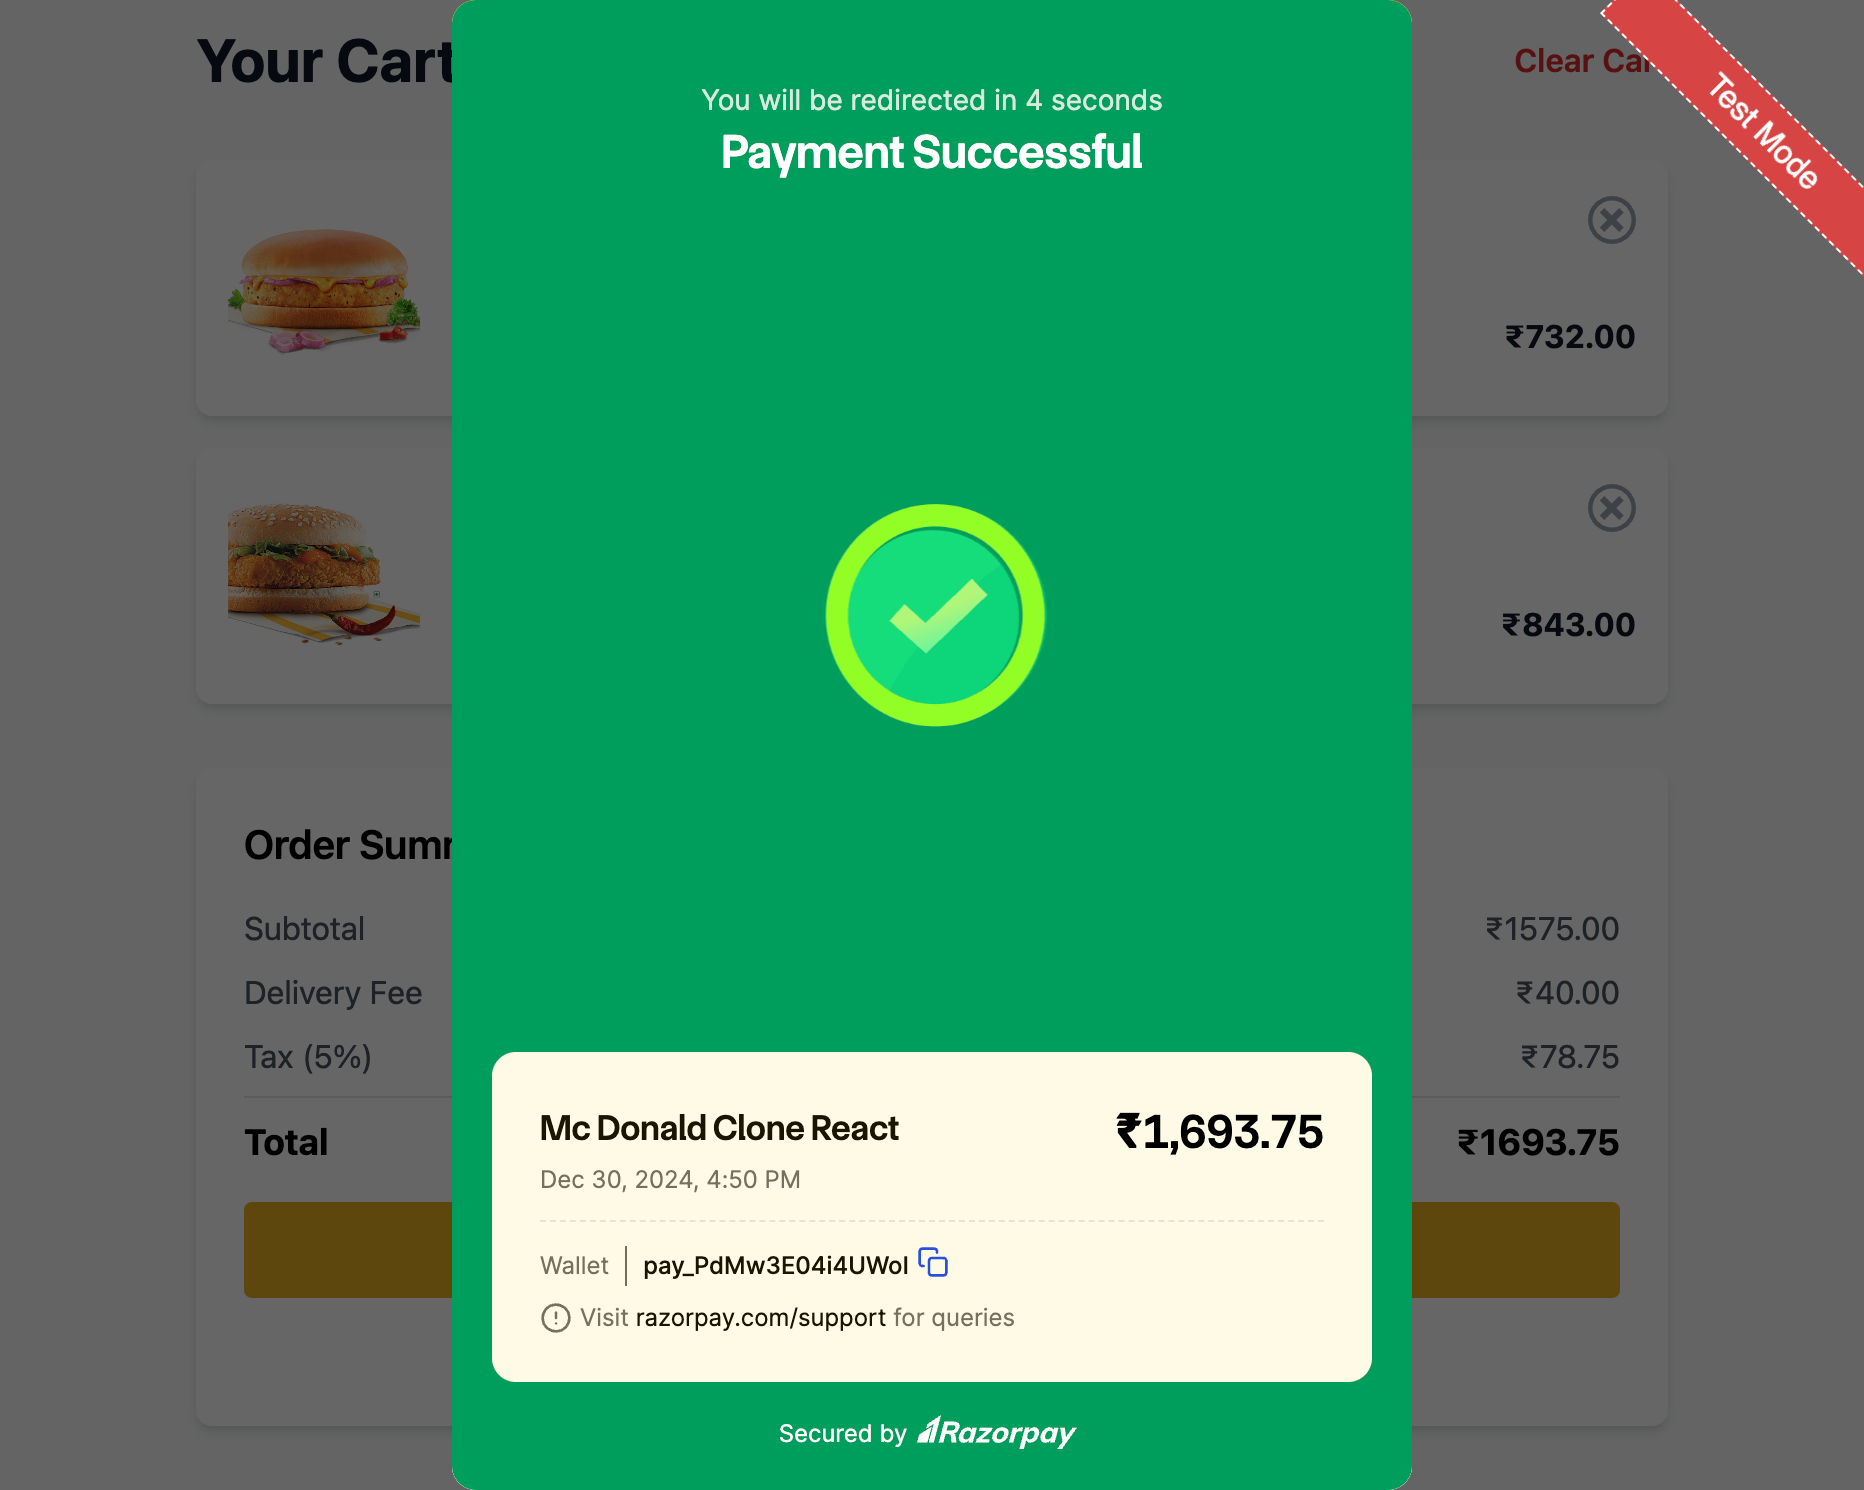 Your Cart
Clear Car
Test Mode
You will be redirected in 4 seconds
Payment Successful
₹732.00
₹843.00
Order Summ
Subtotal
₹1575.00
Delivery Fee
₹40.00
Tax (5%)
₹78.75
Total
₹1693.75
Mc Donald Clone React
₹1,693.75
Dec 30, 2024, 4:50 PM
Wallet
pay_PdMw3E04i4UWol
Visit razorpay.com/support for queries
Secured by Razorpay